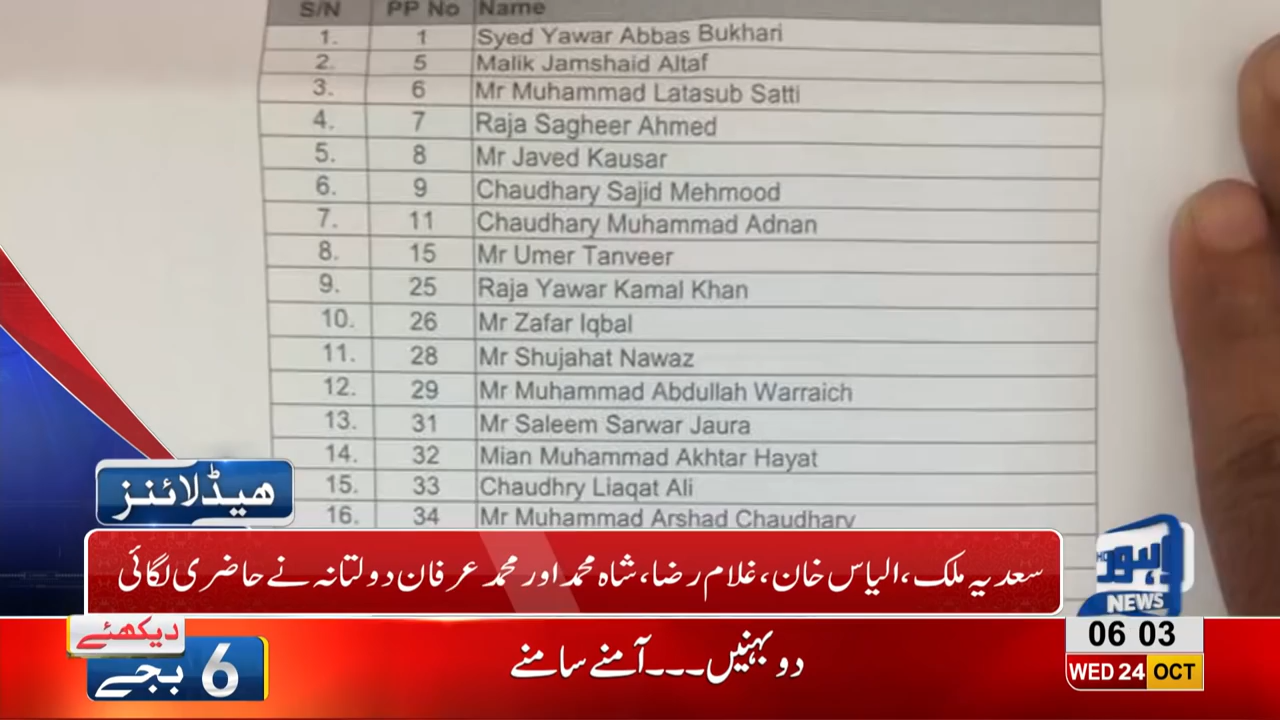 S/N PP No Name
1. 1 Syed Yawar Abbas Bukhari
2. 5 Malik Jamshaid Altaf
3. 6 Mr Muhammad Latasub Satti
4. 7 Raja Sagheer Ahmed
5. 8 Mr Javed Kausar
6. 9 Chaudhary Sajid Mehmood
7. 11 Chaudhary Muhammad Adnan
8. 15 Mr Umer Tanveer
9. 25 Raja Yawar Kamal Khan
10. 26 Mr Zafar Iqbal
11. 28 Mr Shujahat Nawaz
12. 29 Mr Muhammad Abdullah Warraich
13. 31 Mr Saleem Sarwar Jaura
14. 32 Mian Muhammad Akhtar Hayat
15. 33 Chaudhry Liaqat Ali
16. 34 Mr Muhammad Arshad Chaudhary
ہیڈلائنز
سعدیہ ملک، الیاس خان، غلام رضا، شاہ محمد اور محمد عرفان دولتانہ نے حاضری لگائی
لاہور
NEWS
دیکھئے
6 بجے
دو بہنیں۔۔۔آمنے سامنے
06 03
WED 24 OCT